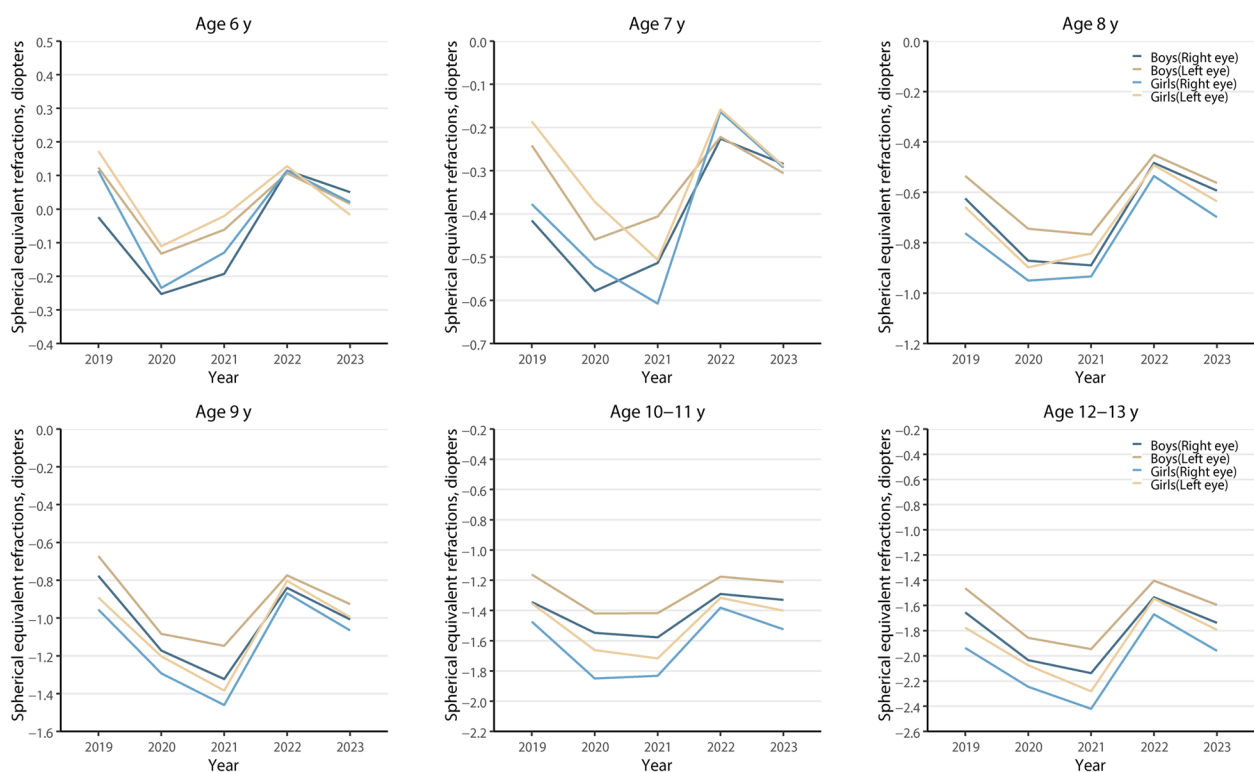 Age 6 y
Spherical equivalent refractions, diopters
0.5
0.4
0.3
0.2
0.1
0.0
−0.1
−0.2
−0.3
−0.4
2019 2020 2021 2022 2023
Year
Age 7 y
Spherical equivalent refractions, diopters
0.0
−0.1
−0.2
−0.3
−0.4
−0.5
−0.6
−0.7
2019 2020 2021 2022 2023
Year
Age 8 y
Spherical equivalent refractions, diopters
0.0
−0.2
−0.4
−0.6
−0.8
−1.0
−1.2
Boys(Right eye)
Boys(Left eye)
Girls(Right eye)
Girls(Left eye)
2019 2020 2021 2022 2023
Year
Age 9 y
Spherical equivalent refractions, diopters
0.0
−0.2
−0.4
−0.6
−0.8
−1.0
−1.2
−1.4
−1.6
2019 2020 2021 2022 2023
Year
Age 10−11 y
Spherical equivalent refractions, diopters
−0.2
−0.4
−0.6
−0.8
−1.0
−1.2
−1.4
−1.6
−1.8
−2.0
−2.2
2019 2020 2021 2022 2023
Year
Age 12−13 y
Spherical equivalent refractions, diopters
−0.2
−0.4
−0.6
−0.8
−1.0
−1.2
−1.4
−1.6
−1.8
−2.0
−2.2
−2.4
−2.6
Boys(Right eye)
Boys(Left eye)
Girls(Right eye)
Girls(Left eye)
2019 2020 2021 2022 2023
Year